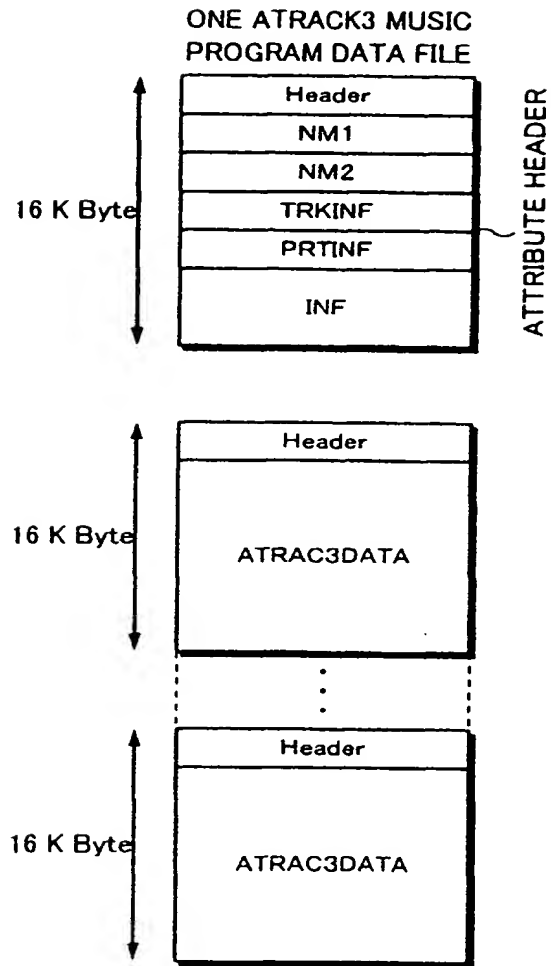 ONE ATRACK3 MUSIC
PROGRAM DATA FILE
Header
NM1
NM2
TRKINF
PRTINF
INF
16 K Byte
ATTRIBUTE HEADER
Header
ATRAC3DATA
16 K Byte
Header
ATRAC3DATA
16 K Byte